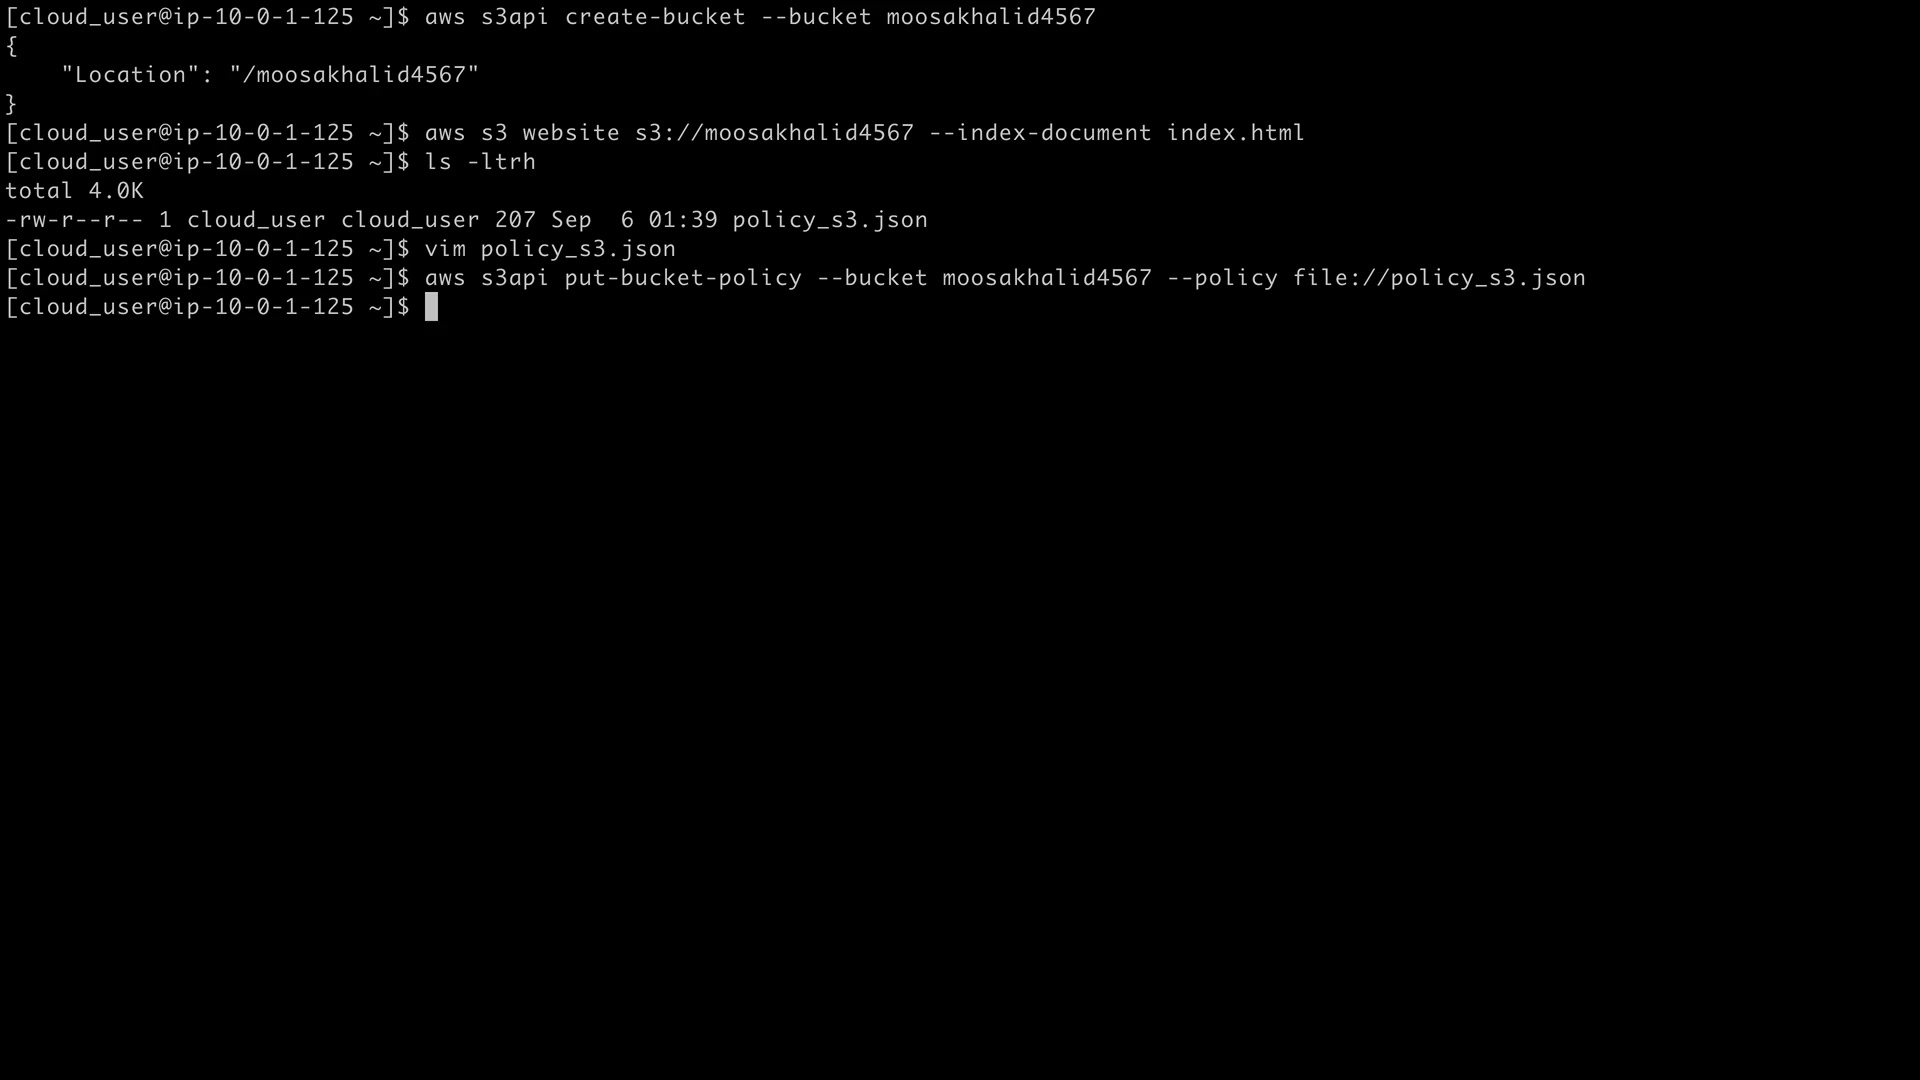 [cloud_user@ip-10-0-1-125 ~]$ aws s3api create-bucket --bucket moosakhalid4567
{
    "Location": "/moosakhalid4567"
}
[cloud_user@ip-10-0-1-125 ~]$ aws s3 website s3://moosakhalid4567 --index-document index.html
[cloud_user@ip-10-0-1-125 ~]$ ls -ltrh
total 4.0K
-rw-r--r-- 1 cloud_user cloud_user 207 Sep  6 01:39 policy_s3.json
[cloud_user@ip-10-0-1-125 ~]$ vim policy_s3.json
[cloud_user@ip-10-0-1-125 ~]$ aws s3api put-bucket-policy --bucket moosakhalid4567 --policy file://policy_s3.json
[cloud_user@ip-10-0-1-125 ~]$